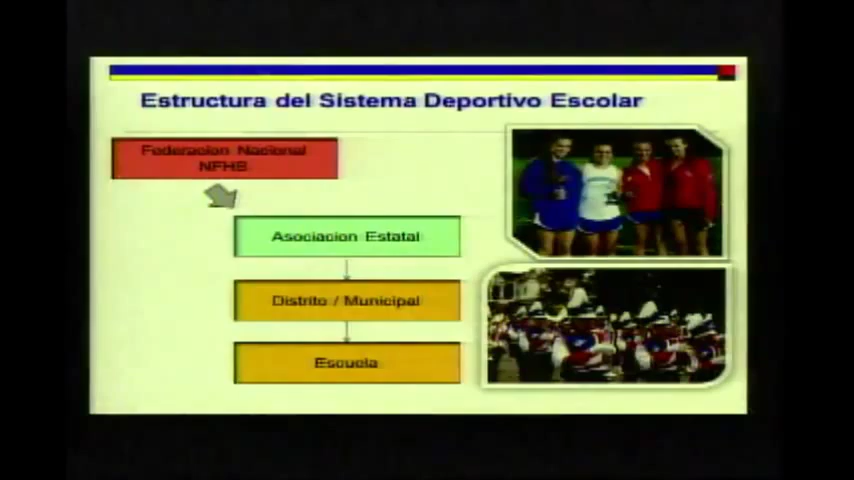 Estructura del Sistema Deportivo Escolar
Federacion Nacional
NFHS
Asociacion Estatal
Distrito / Municipal
Escuela